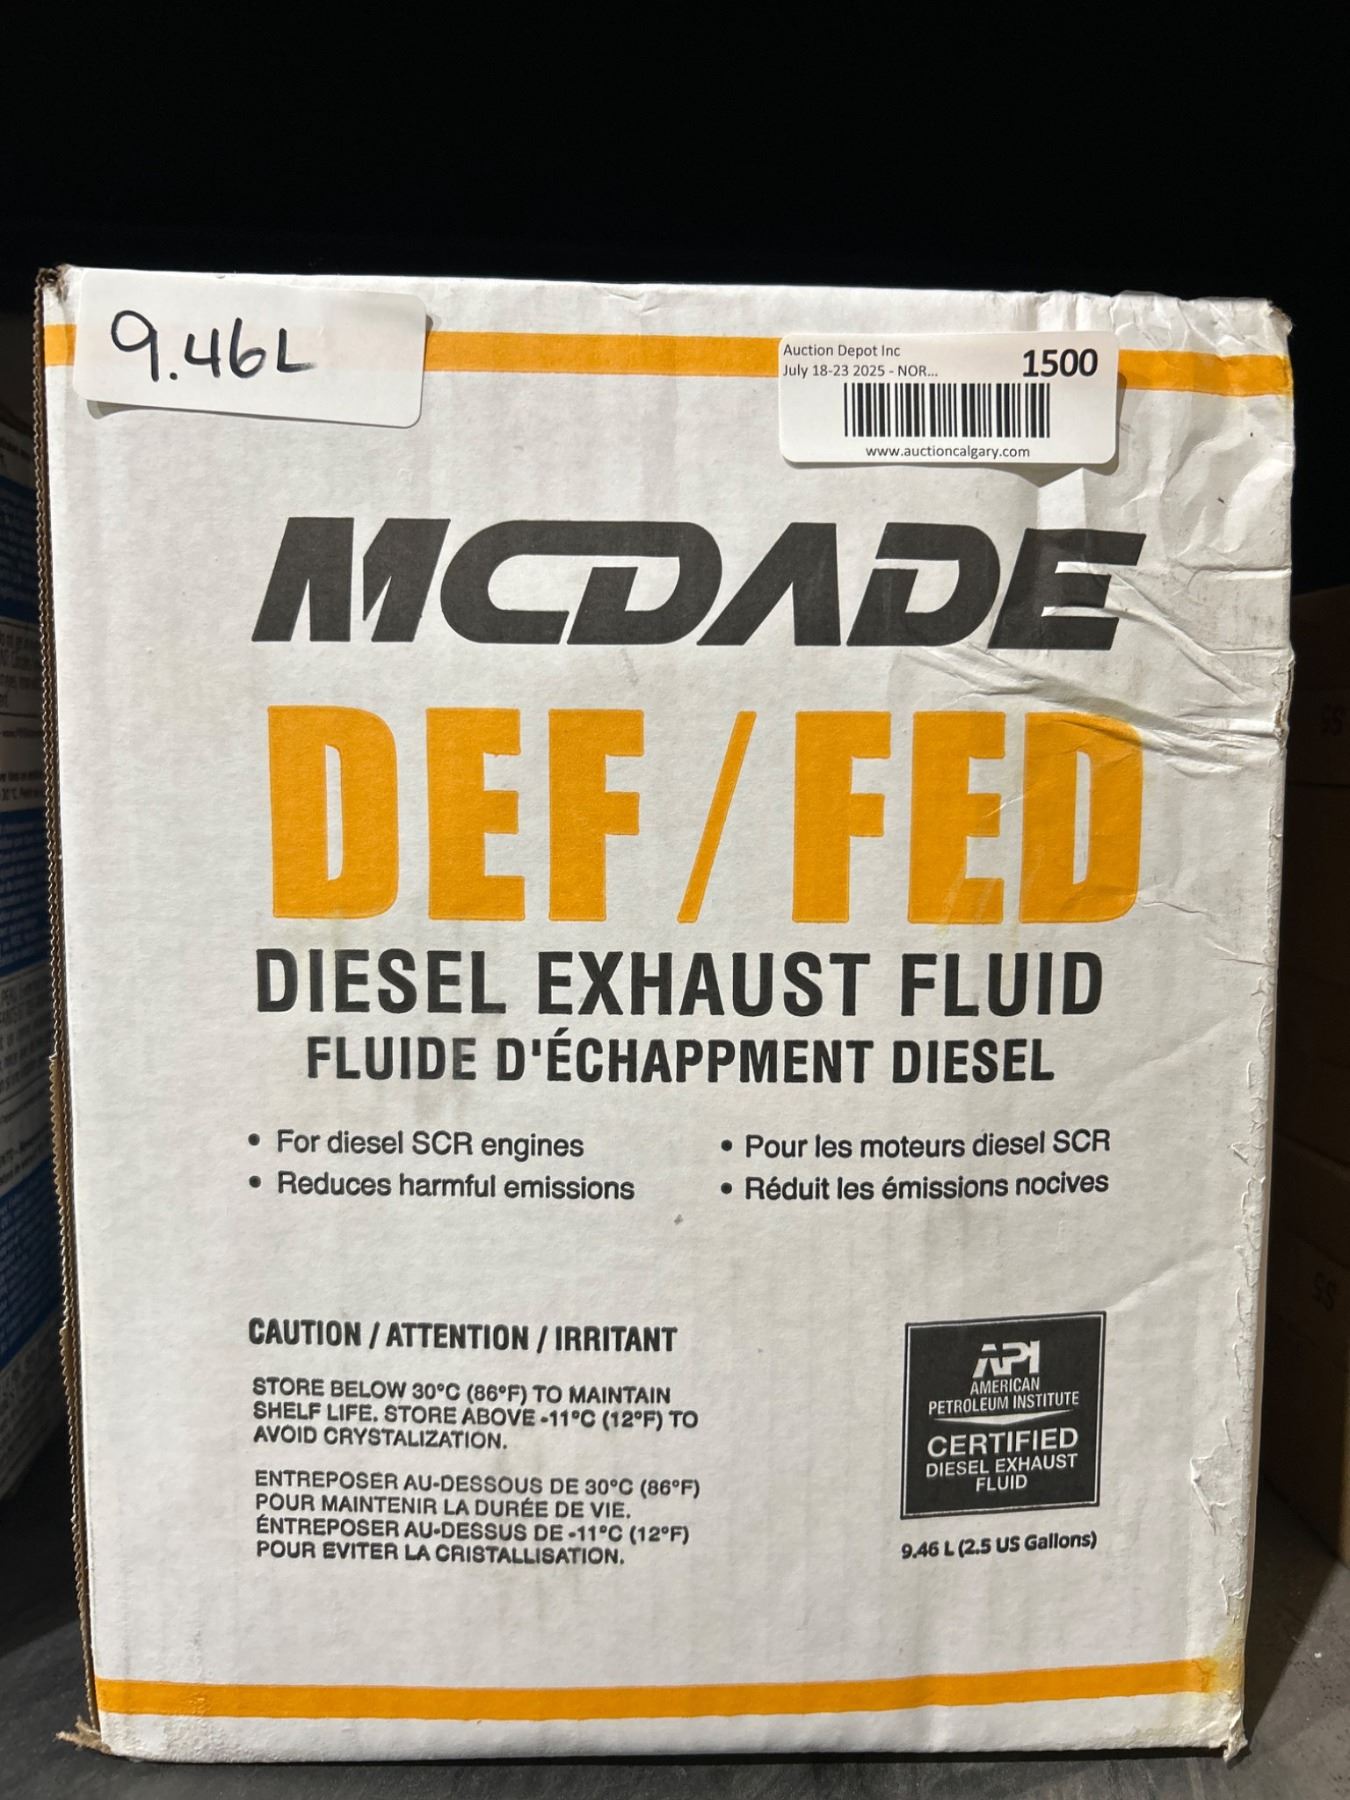 9.46L
Auction Depot Inc
July 18-23 2025 - NOR...
1500
www.auctioncalgary.com
MCDADE
DEF/FED
DIESEL EXHAUST FLUID
FLUIDE D'ÉCHAPPMENT DIESEL
• For diesel SCR engines
• Reduces harmful emissions
• Pour les moteurs diesel SCR
• Réduit les émissions nocives
CAUTION / ATTENTION / IRRITANT
STORE BELOW 30°C (86°F) TO MAINTAIN
SHELF LIFE. STORE ABOVE -11°C (12°F) TO
AVOID CRYSTALIZATION.
ENTREPOSER AU-DESSOUS DE 30°C (86°F)
POUR MAINTENIR LA DURÉE DE VIE.
ÉNTREPOSER AU-DESSUS DE -11°C (12°F)
POUR EVITER LA CRISTALLISATION.
API
AMERICAN
PETROLEUM INSTITUTE
CERTIFIED
DIESEL EXHAUST
FLUID
9.46 L (2.5 US Gallons)